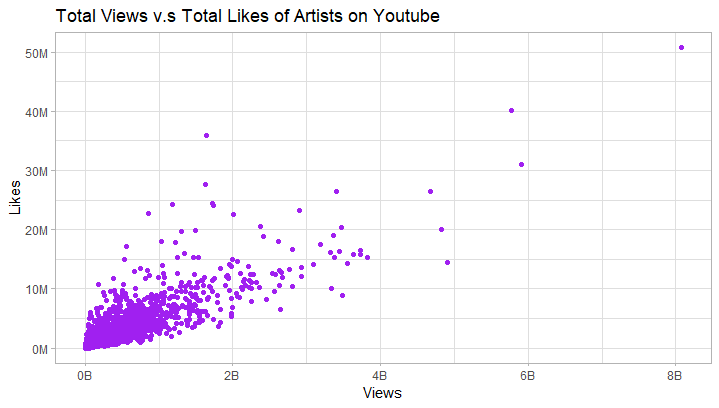 Total Views v.s Total Likes of Artists on Youtube
Likes
50M
40M
30M
20M
10M
0M
0B 2B 4B 6B 8B
Views